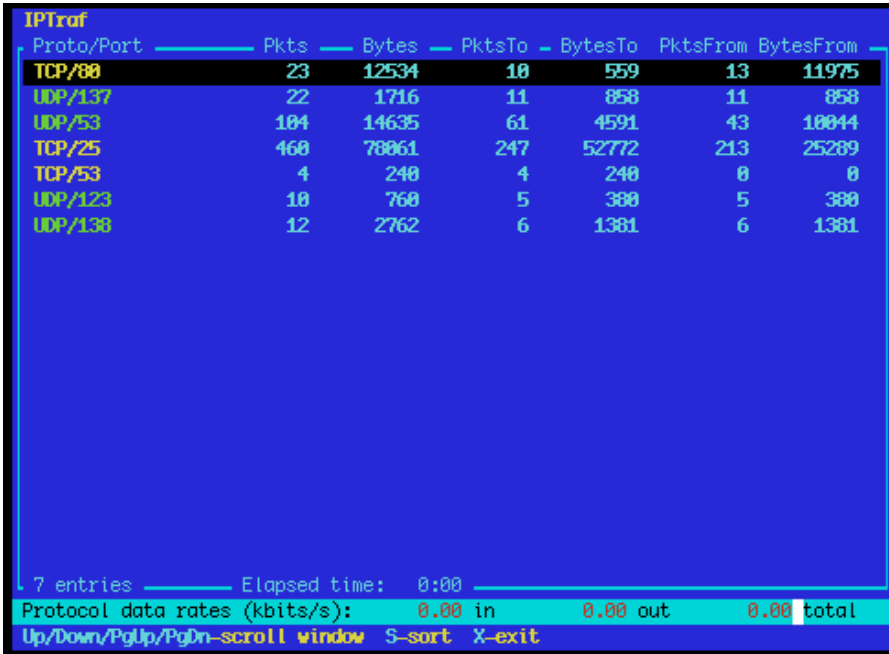 IPTraf
Proto/Port Pkts Bytes PktsTo BytesTo PktsFrom BytesFrom
TCP/80 23 12534 10 559 13 11975
UDP/137 22 1716 11 858 11 858
UDP/53 104 14635 61 4591 43 10044
TCP/25 460 78061 247 52772 213 25289
TCP/53 4 240 4 240 0 0
UDP/123 10 760 5 380 5 380
UDP/138 12 2762 6 1381 6 1381
7 entries Elapsed time: 0:00
Protocol data rates (kbits/s): 0.00 in 0.00 out 0.00 total
Up/Down/PgUp/PgDn-scroll window S-sort X-exit